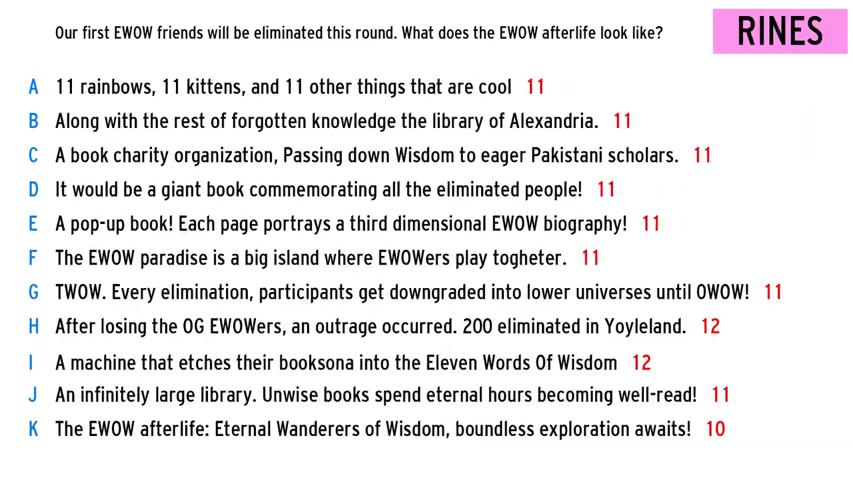 Our first EWOW friends will be eliminated this round. What does the EWOW afterlife look like?
RINES
A 11 rainbows, 11 kittens, and 11 other things that are cool 11
B Along with the rest of forgotten knowledge the library of Alexandria. 11
C A book charity organization, Passing down Wisdom to eager Pakistani scholars. 11
D It would be a giant book commemorating all the eliminated people! 11
E A pop-up book! Each page portrays a third dimensional EWOW biography! 11
F The EWOW paradise is a big island where EWOWers play togheter. 11
G TWOW. Every elimination, participants get downgraded into lower universes until OWOW! 11
H After losing the OG EWOWers, an outrage occurred. 200 eliminated in Yoyleland. 12
I A machine that etches their booksona into the Eleven Words Of Wisdom 12
J An infinitely large library. Unwise books spend eternal hours becoming well-read! 11
K The EWOW afterlife: Eternal Wanderers of Wisdom, boundless exploration awaits! 10